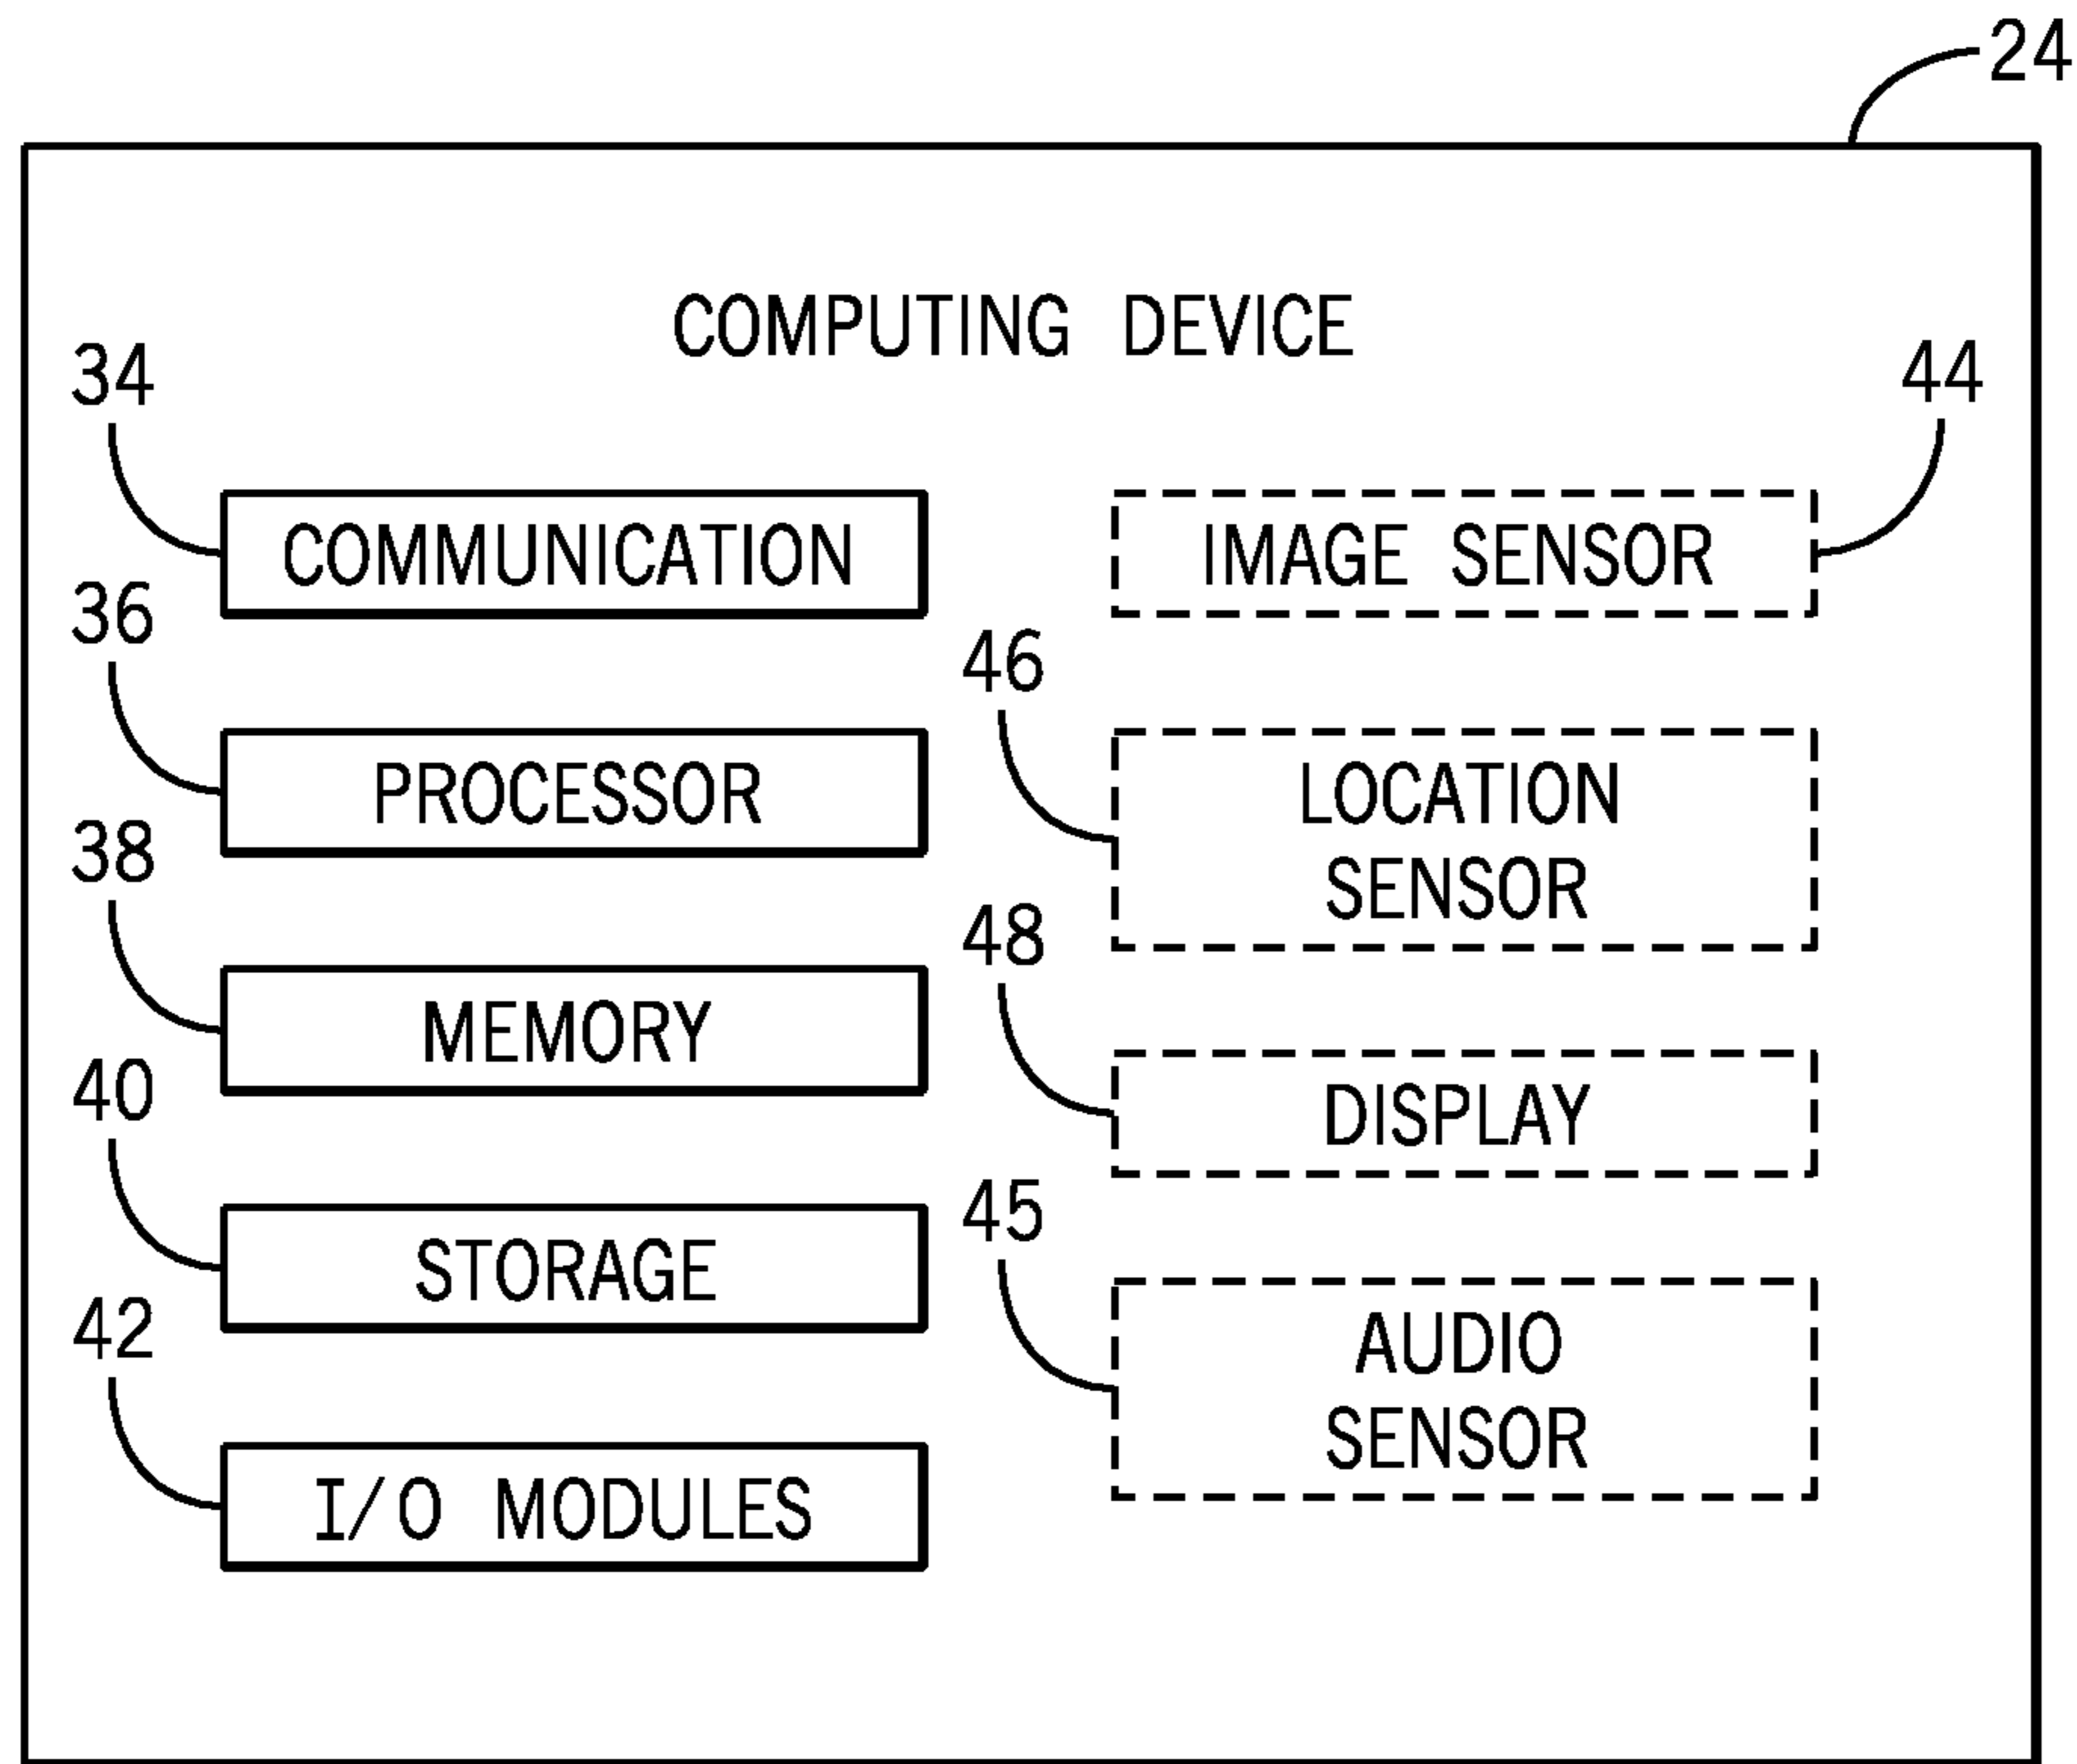 24
COMPUTING DEVICE
34
44
COMMUNICATION
IMAGE SENSOR
36
46
PROCESSOR
LOCATION
SENSOR
38
48
MEMORY
DISPLAY
40
45
STORAGE
AUDIO
SENSOR
42
I/O MODULES